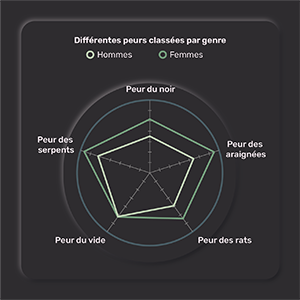 Différentes peurs classées par genre
Hommes Femmes
Peur du noir
Peur des
serpents
Peur des
araignées
Peur du vide
Peur des rats